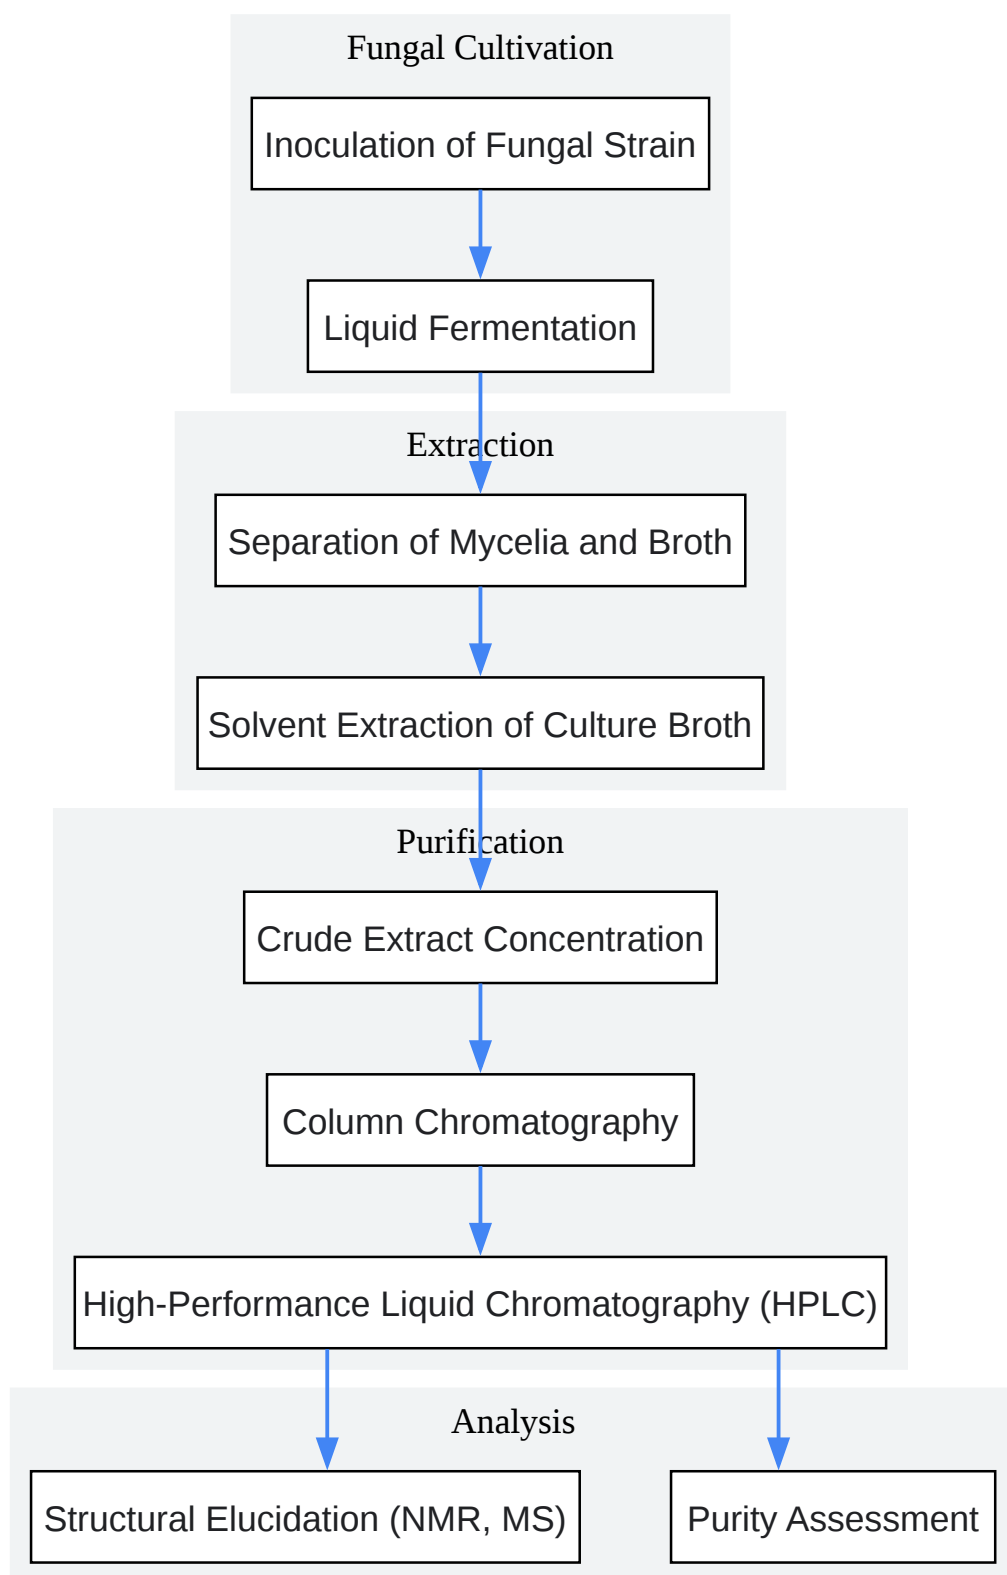 Fungal Cultivation
Inoculation of Fungal Strain
Liquid Fermentation
Extraction
Separation of Mycelia and Broth
Solvent Extraction of Culture Broth
Purification
Crude Extract Concentration
Column Chromatography
High-Performance Liquid Chromatography (HPLC)
Analysis
Structural Elucidation (NMR, MS)
Purity Assessment